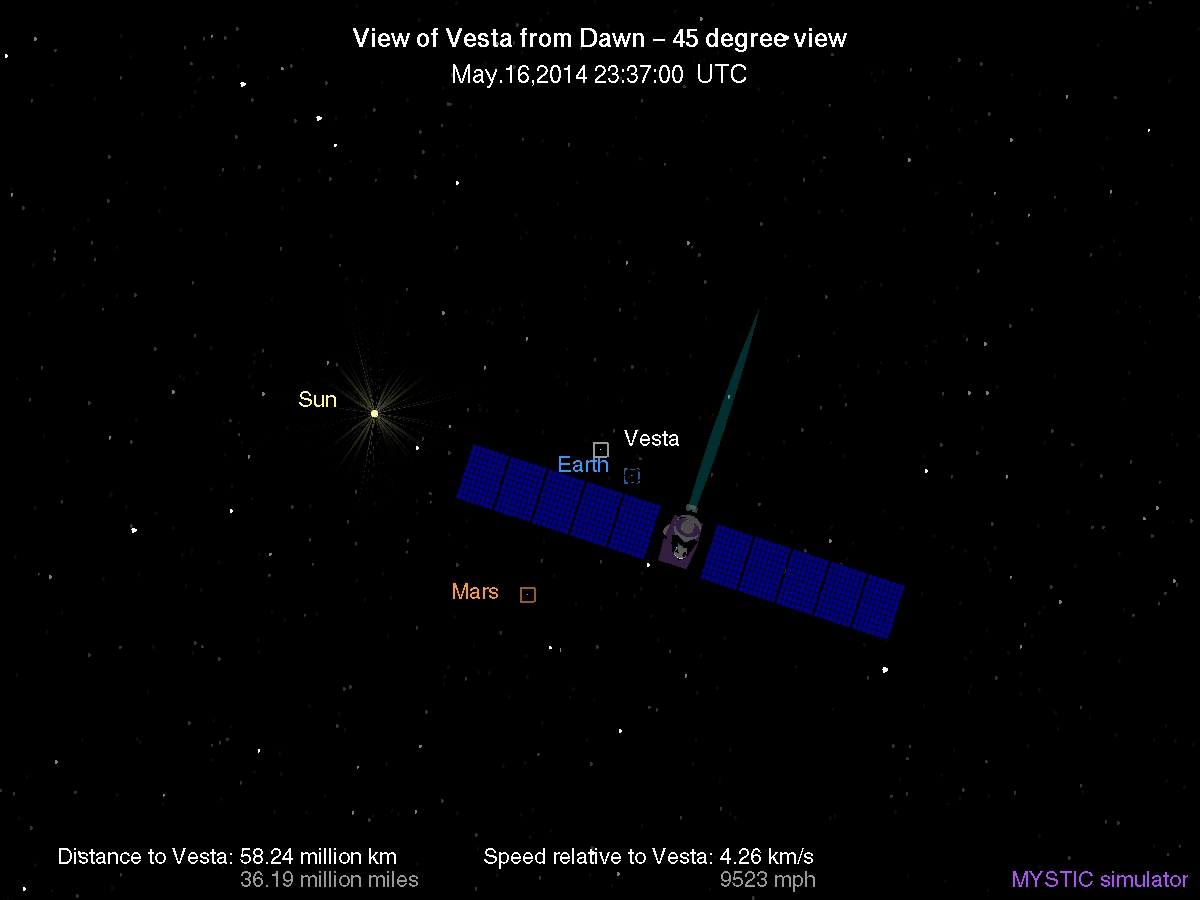 View of Vesta from Dawn – 45 degree view
May.16,2014 23:37:00 UTC
Sun
Vesta
Earth
Mars
Distance to Vesta: 58.24 million km
36.19 million miles
Speed relative to Vesta: 4.26 km/s
9523 mph
MYSTIC simulator